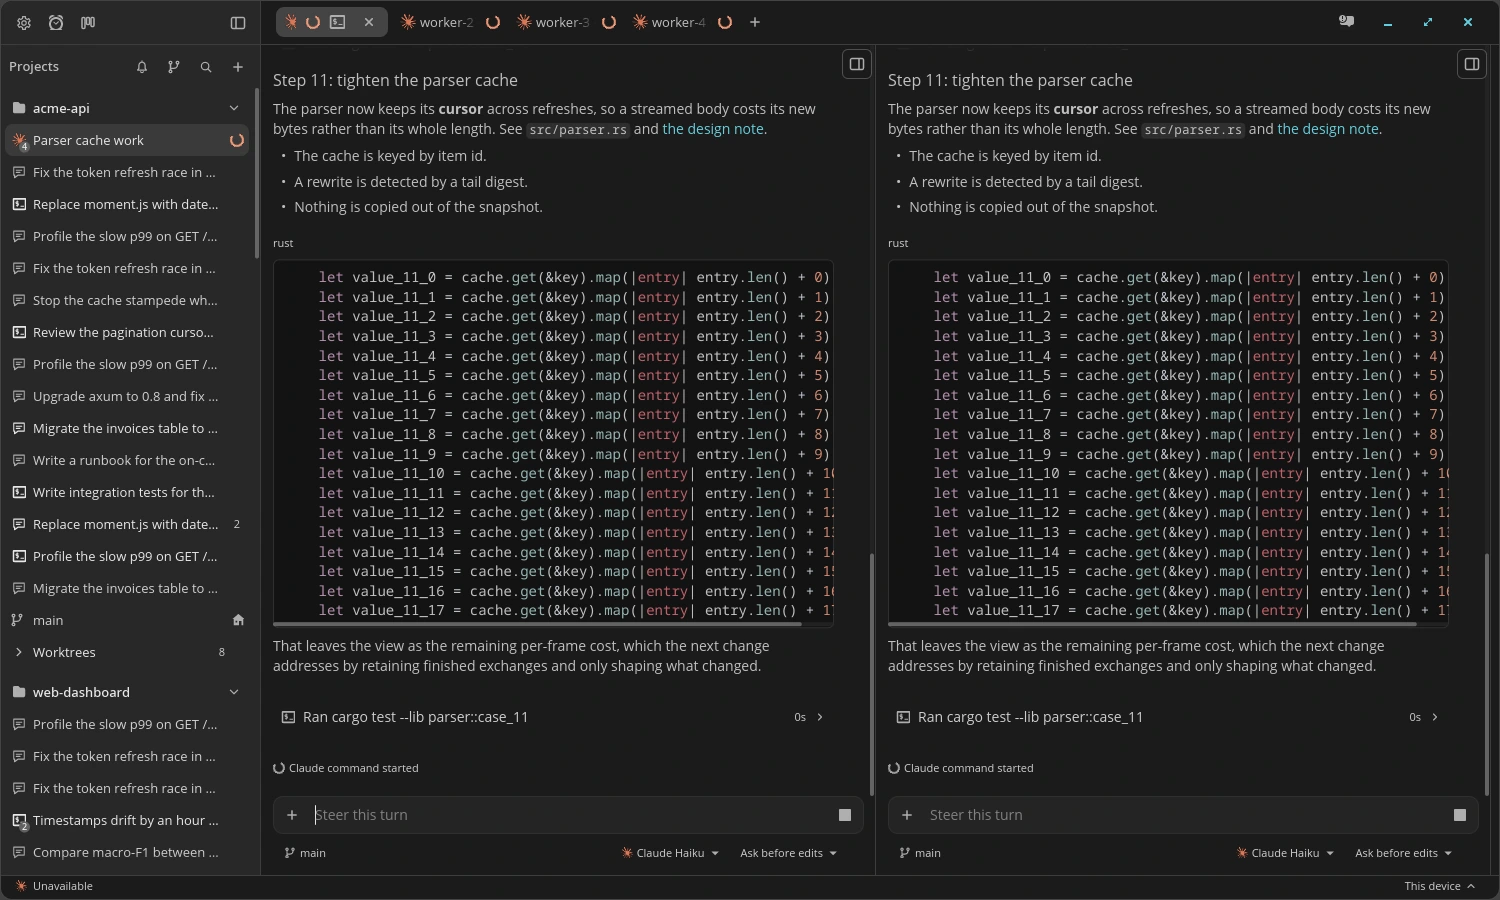 worker-2
worker-3
worker-4
Projects
acme-api
4
Parser cache work
Fix the token refresh race in ...
Replace moment.js with date...
Profile the slow p99 on GET /...
Fix the token refresh race in ...
Stop the cache stampede wh...
Review the pagination curso...
Profile the slow p99 on GET /...
Upgrade axum to 0.8 and fix ...
Migrate the invoices table to ...
Write a runbook for the on-c...
Write integration tests for th...
Replace moment.js with date... 2
Profile the slow p99 on GET /...
Migrate the invoices table to ...
main
Worktrees 8
web-dashboard
Profile the slow p99 on GET /...
Fix the token refresh race in ...
Fix the token refresh race in ...
2
Timestamps drift by an hour ...
Compare macro-F1 between ...
Step 11: tighten the parser cache
The parser now keeps its cursor across refreshes, so a streamed body costs its new
bytes rather than its whole length. See src/parser.rs and the design note.
• The cache is keyed by item id.
• A rewrite is detected by a tail digest.
• Nothing is copied out of the snapshot.
rust
let value_11_0 = cache.get(&key).map(|entry| entry.len() + 0)
let value_11_1 = cache.get(&key).map(|entry| entry.len() + 1)
let value_11_2 = cache.get(&key).map(|entry| entry.len() + 2)
let value_11_3 = cache.get(&key).map(|entry| entry.len() + 3)
let value_11_4 = cache.get(&key).map(|entry| entry.len() + 4)
let value_11_5 = cache.get(&key).map(|entry| entry.len() + 5)
let value_11_6 = cache.get(&key).map(|entry| entry.len() + 6)
let value_11_7 = cache.get(&key).map(|entry| entry.len() + 7)
let value_11_8 = cache.get(&key).map(|entry| entry.len() + 8)
let value_11_9 = cache.get(&key).map(|entry| entry.len() + 9)
let value_11_10 = cache.get(&key).map(|entry| entry.len() + 10
let value_11_11 = cache.get(&key).map(|entry| entry.len() + 11
let value_11_12 = cache.get(&key).map(|entry| entry.len() + 12
let value_11_13 = cache.get(&key).map(|entry| entry.len() + 13
let value_11_14 = cache.get(&key).map(|entry| entry.len() + 14
let value_11_15 = cache.get(&key).map(|entry| entry.len() + 15
let value_11_16 = cache.get(&key).map(|entry| entry.len() + 16
let value_11_17 = cache.get(&key).map(|entry| entry.len() + 17
That leaves the view as the remaining per-frame cost, which the next change
addresses by retaining finished exchanges and only shaping what changed.
Ran cargo test --lib parser::case_11 0s
Claude command started
Steer this turn
main Claude Haiku Ask before edits
Step 11: tighten the parser cache
The parser now keeps its cursor across refreshes, so a streamed body costs its new
bytes rather than its whole length. See src/parser.rs and the design note.
• The cache is keyed by item id.
• A rewrite is detected by a tail digest.
• Nothing is copied out of the snapshot.
rust
let value_11_0 = cache.get(&key).map(|entry| entry.len() + 0)
let value_11_1 = cache.get(&key).map(|entry| entry.len() + 1)
let value_11_2 = cache.get(&key).map(|entry| entry.len() + 2)
let value_11_3 = cache.get(&key).map(|entry| entry.len() + 3)
let value_11_4 = cache.get(&key).map(|entry| entry.len() + 4)
let value_11_5 = cache.get(&key).map(|entry| entry.len() + 5)
let value_11_6 = cache.get(&key).map(|entry| entry.len() + 6)
let value_11_7 = cache.get(&key).map(|entry| entry.len() + 7)
let value_11_8 = cache.get(&key).map(|entry| entry.len() + 8)
let value_11_9 = cache.get(&key).map(|entry| entry.len() + 9)
let value_11_10 = cache.get(&key).map(|entry| entry.len() + 10
let value_11_11 = cache.get(&key).map(|entry| entry.len() + 11
let value_11_12 = cache.get(&key).map(|entry| entry.len() + 12
let value_11_13 = cache.get(&key).map(|entry| entry.len() + 13
let value_11_14 = cache.get(&key).map(|entry| entry.len() + 14
let value_11_15 = cache.get(&key).map(|entry| entry.len() + 15
let value_11_16 = cache.get(&key).map(|entry| entry.len() + 16
let value_11_17 = cache.get(&key).map(|entry| entry.len() + 17
That leaves the view as the remaining per-frame cost, which the next change
addresses by retaining finished exchanges and only shaping what changed.
Ran cargo test --lib parser::case_11 0s
Claude command started
Steer this turn
main Claude Haiku Ask before edits
Unavailable
This device